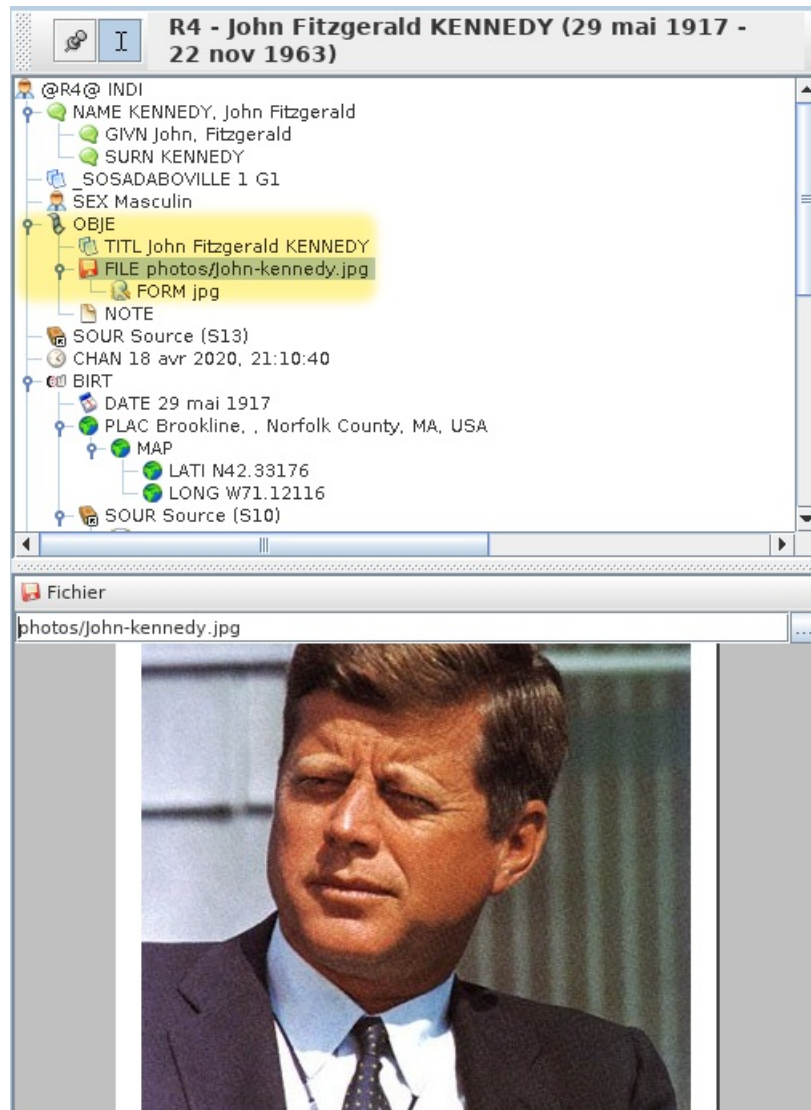 R4 - John Fitzgerald KENNEDY (29 mai 1917 -
22 nov 1963)
@R4@ INDI
NAME KENNEDY, John Fitzgerald
GIVN John, Fitzgerald
SURN KENNEDY
_SOSADABOVILLE 1 G1
SEX Masculin
OBJE
TITL John Fitzgerald KENNEDY
FILE photos/John-kennedy.jpg
FORM jpg
NOTE
SOUR Source (S13)
CHAN 18 avr 2020, 21:10:40
BIRT
DATE 29 mai 1917
PLAC Brookline, , Norfolk County, MA, USA
MAP
LATI N42.33176
LONG W71.12116
SOUR Source (S10)
Fichier
photos/John-kennedy.jpg
...